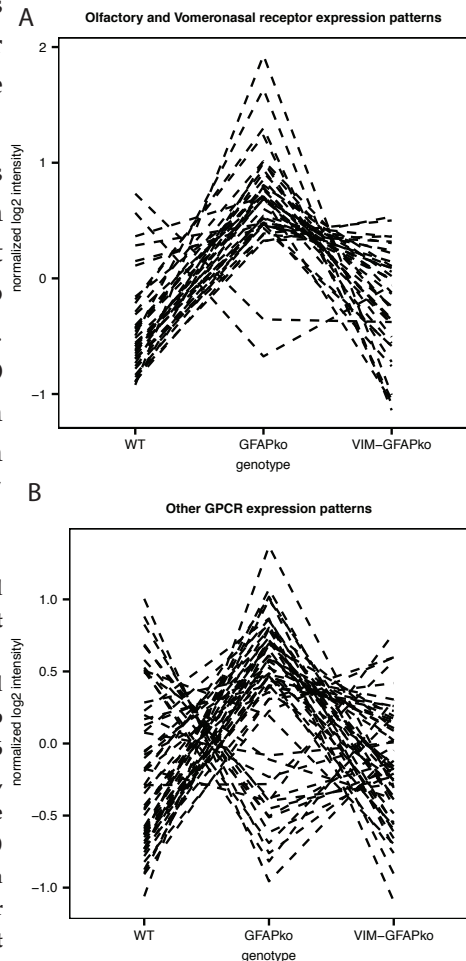 A
Olfactory and Vomeronasal receptor expression patterns
normalized log2 intensity|
2
1
0
−1
WT GFAPko VIM−GFAPko
genotype
B
Other GPCR expression patterns
normalized log2 intensity|
1.0
0.5
0.0
−0.5
−1.0
WT GFAPko VIM−GFAPko
genotype